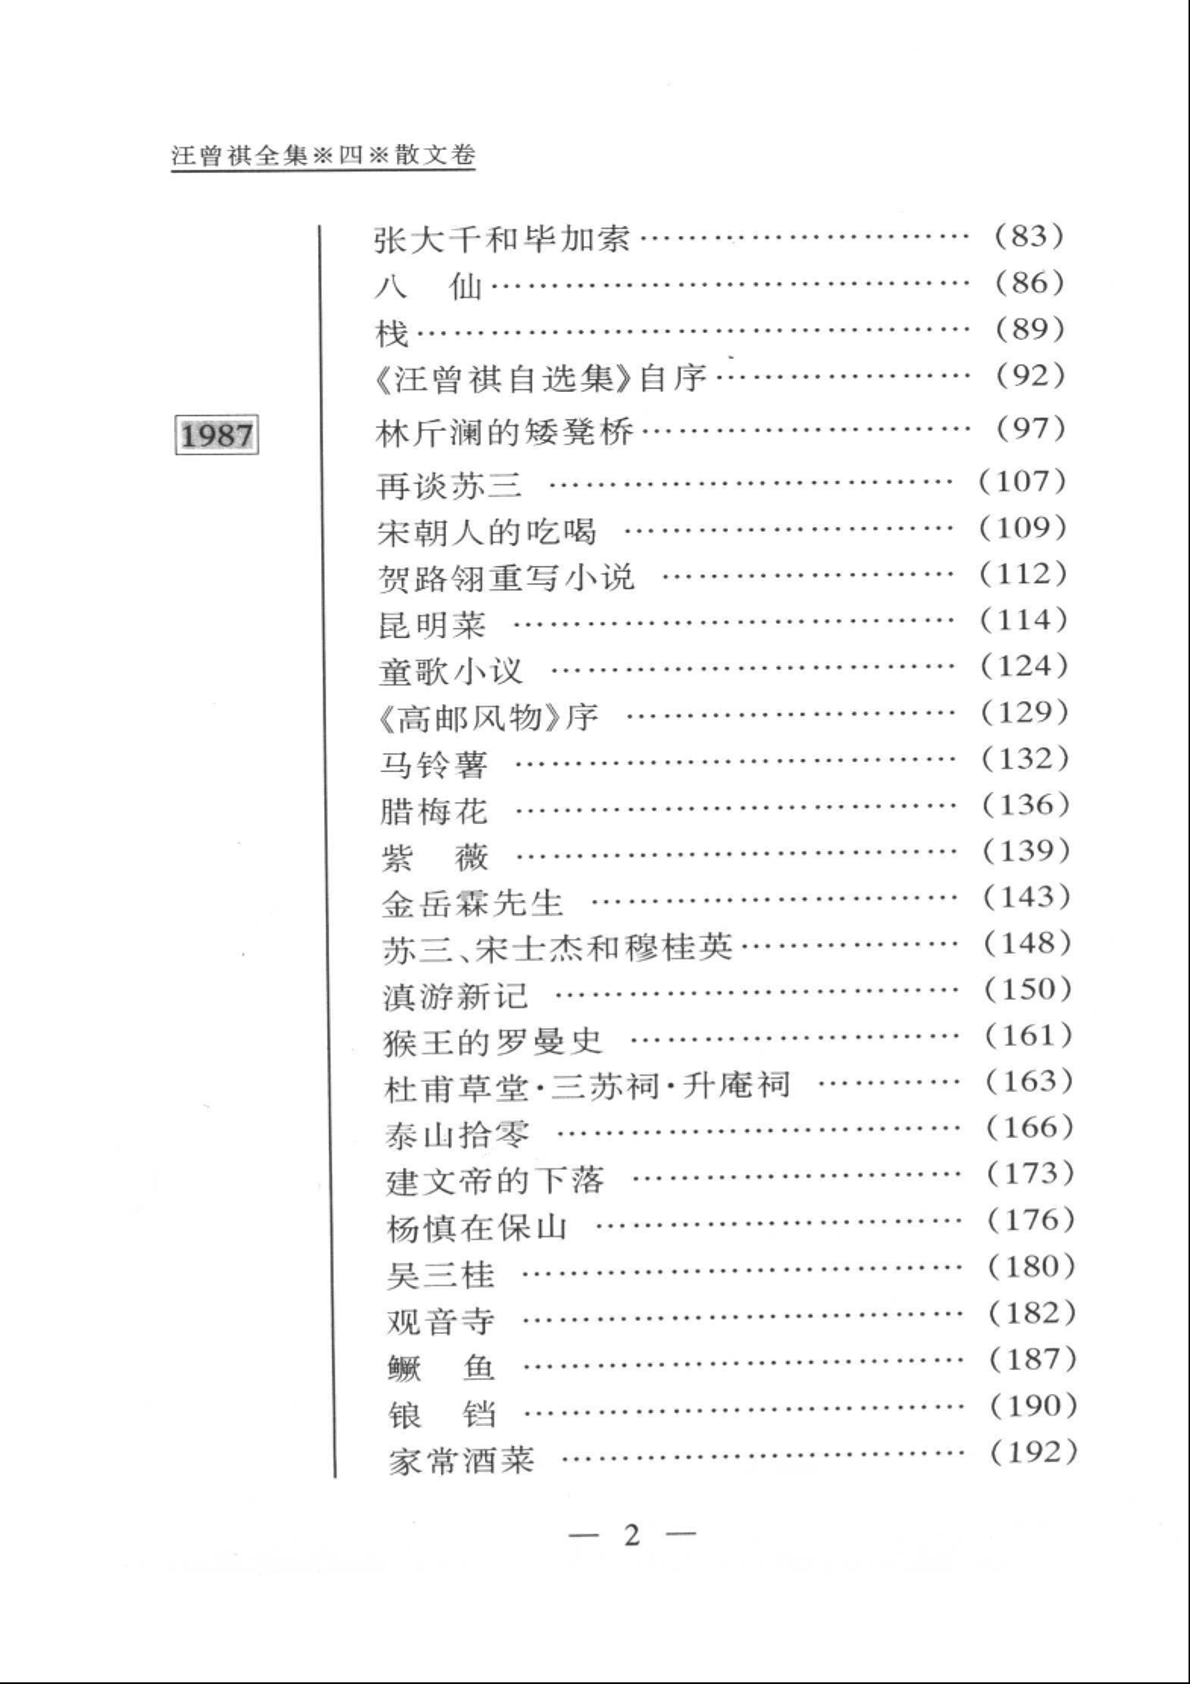 汪曾祺全集※四※散文卷
张大千和毕加索………………………… (83)
八　仙…………………………………… (86)
栈………………………………………… (89)
《汪曾祺自选集》自序………………… (92)
1987 林斤澜的矮凳桥……………………… (97)
再谈苏三 ……………………………… (107)
宋朝人的吃喝 ………………………… (109)
贺路翎重写小说 ……………………… (112)
昆明菜 ………………………………… (114)
童歌小议 ……………………………… (124)
《高邮风物》序 ……………………… (129)
马铃薯 ………………………………… (132)
腊梅花 ………………………………… (136)
紫　薇 ………………………………… (139)
金岳霖先生 …………………………… (143)
苏三、宋士杰和穆桂英……………… (148)
滇游新记 ……………………………… (150)
猴王的罗曼史 ………………………… (161)
杜甫草堂·三苏祠·升庵祠 ………… (163)
泰山拾零 ……………………………… (166)
建文帝的下落 ………………………… (173)
杨慎在保山 …………………………… (176)
吴三桂 ………………………………… (180)
观音寺 ………………………………… (182)
鳜　鱼 ………………………………… (187)
锒　铛 ………………………………… (190)
家常酒菜 ……………………………… (192)
— 2 —